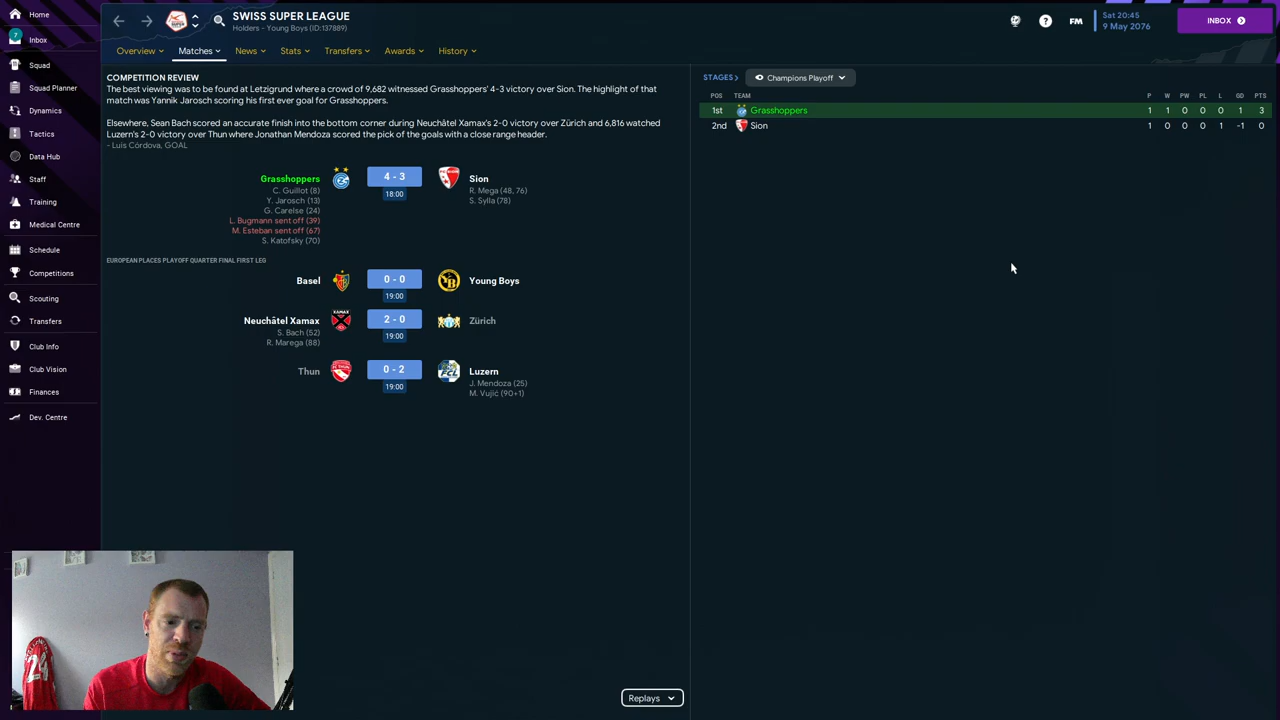 Home
SWISS SUPER LEAGUE
Holders - Young Boys (ID:137889)
Sat 20:45
9 May 2076
FM
INBOX
7
Inbox
Overview
Matches
News
Stats
Transfers
Awards
History
Squad
Squad Planner
Dynamics
Tactics
Data Hub
Staff
Training
Medical Centre
Schedule
Competitions
Scouting
Transfers
Club Info
Club Vision
Finances
Dev. Centre
COMPETITION REVIEW
The best viewing was to be found at Letzigrund where a crowd of 9,682 witnessed Grasshoppers' 4-3 victory over Sion. The highlight of that
match was Yannik Jarosch scoring his first ever goal for Grasshoppers.
Elsewhere, Sean Bach scored an accurate finish into the bottom corner during Neuchâtel Xamax's 2-0 victory over Zürich and 6,816 watched
Luzern's 2-0 victory over Thun where Jonathan Mendoza scored the pick of the goals with a close range header.
- Luis Córdova, GOAL
Grasshoppers 4 - 3 Sion
18:00
C. Guillot (8)
Y. Jarosch (13)
G. Carelse (24)
L. Bugmann sent off (39)
M. Esteban sent off (67)
S. Katofsky (70)
R. Mega (48, 76)
S. Sylla (78)
EUROPEAN PLACES PLAYOFF QUARTER FINAL FIRST LEG
Basel 0 - 0 Young Boys
19:00
Neuchâtel Xamax 2 - 0 Zürich
S. Bach (52)
R. Marega (88)
19:00
Thun 0 - 2 Luzern
19:00
J. Mendoza (25)
M. Vujić (90+1)
Replays
STAGES
Champions Playoff
POS TEAM P W PW PL L GD PTS
1st Grasshoppers 1 1 0 0 0 1 3
2nd Sion 1 0 0 0 1 -1 0
24